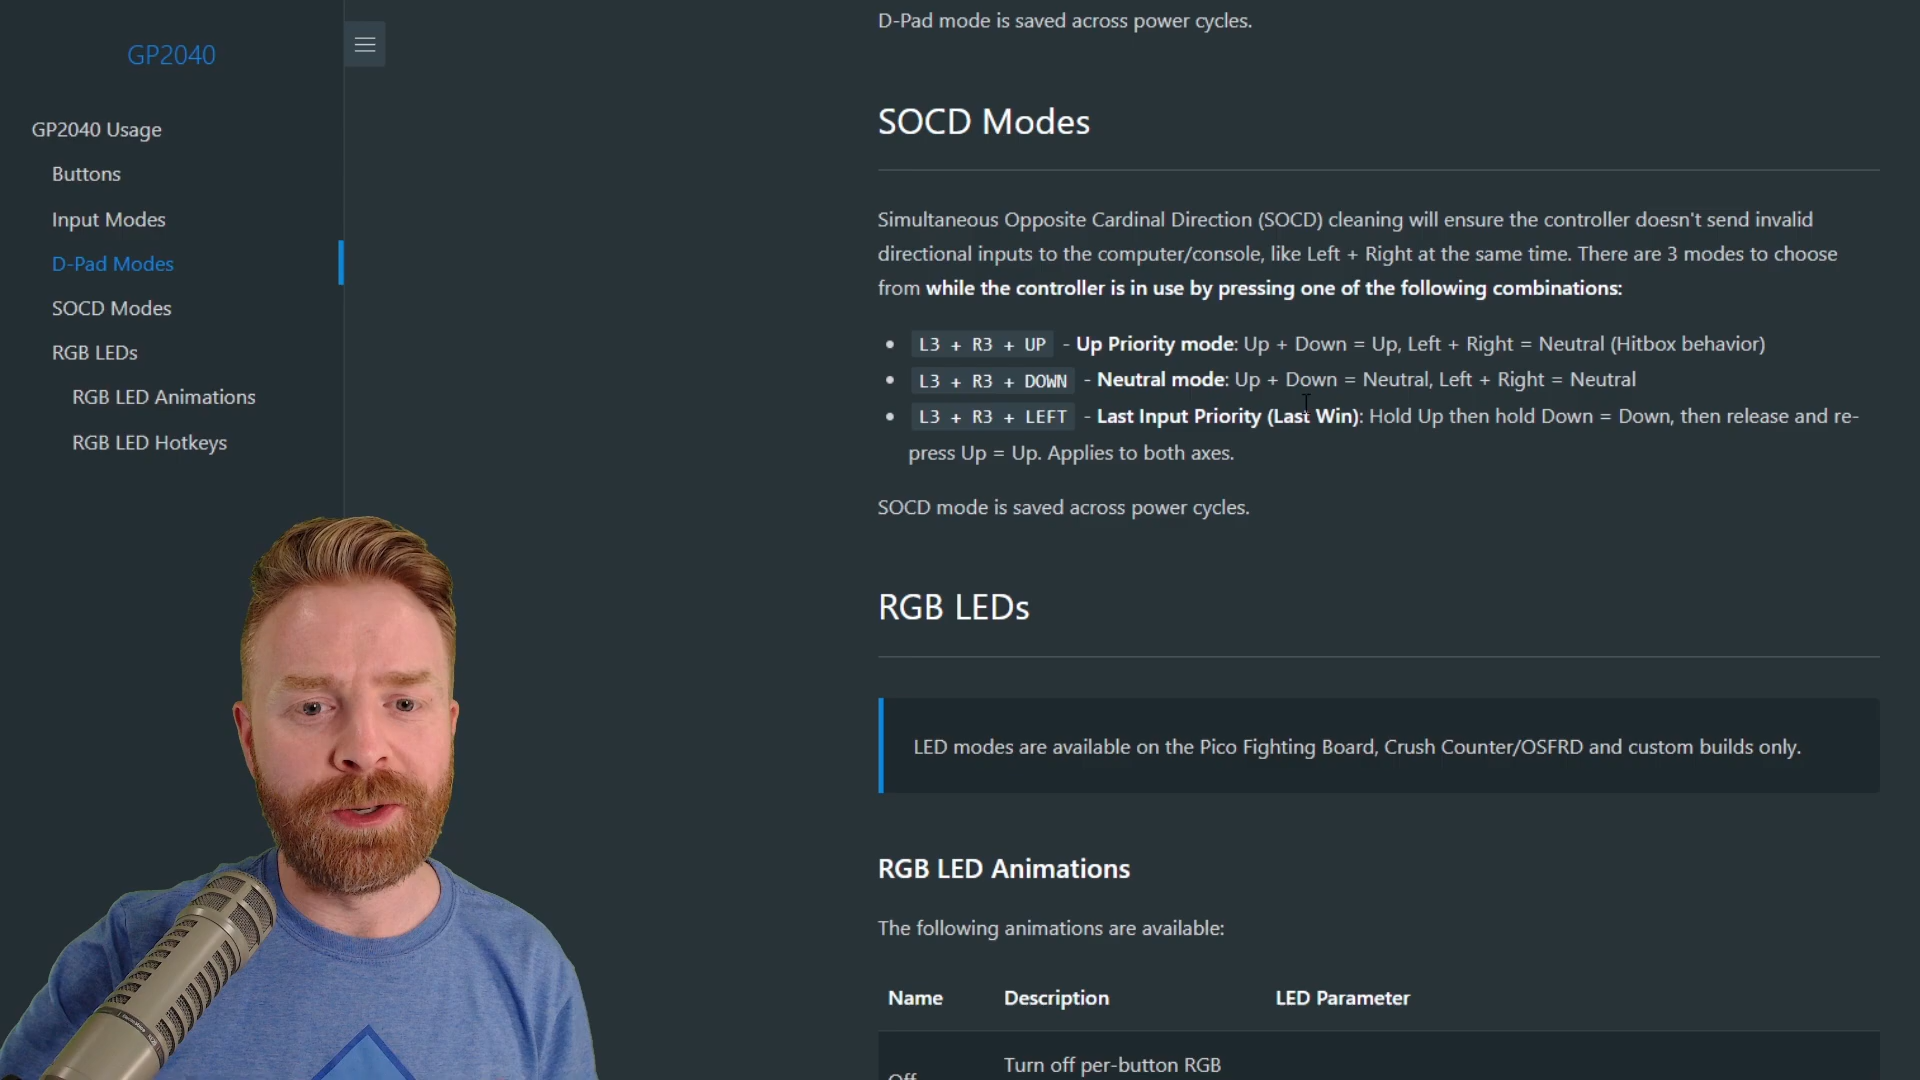 GP2040
GP2040 Usage
Buttons
Input Modes
D-Pad Modes
SOCD Modes
RGB LEDs
RGB LED Animations
RGB LED Hotkeys
D-Pad mode is saved across power cycles.
SOCD Modes
Simultaneous Opposite Cardinal Direction (SOCD) cleaning will ensure the controller doesn't send invalid
directional inputs to the computer/console, like Left + Right at the same time. There are 3 modes to choose
from while the controller is in use by pressing one of the following combinations:
L3 + R3 + UP - Up Priority mode: Up + Down = Up, Left + Right = Neutral (Hitbox behavior)
L3 + R3 + DOWN - Neutral mode: Up + Down = Neutral, Left + Right = Neutral
L3 + R3 + LEFT - Last Input Priority (Last Win): Hold Up then hold Down = Down, then release and re-
press Up = Up. Applies to both axes.
SOCD mode is saved across power cycles.
RGB LEDs
LED modes are available on the Pico Fighting Board, Crush Counter/OSFRD and custom builds only.
RGB LED Animations
The following animations are available:
Name Description LED Parameter
Turn off per-button RGB
Off